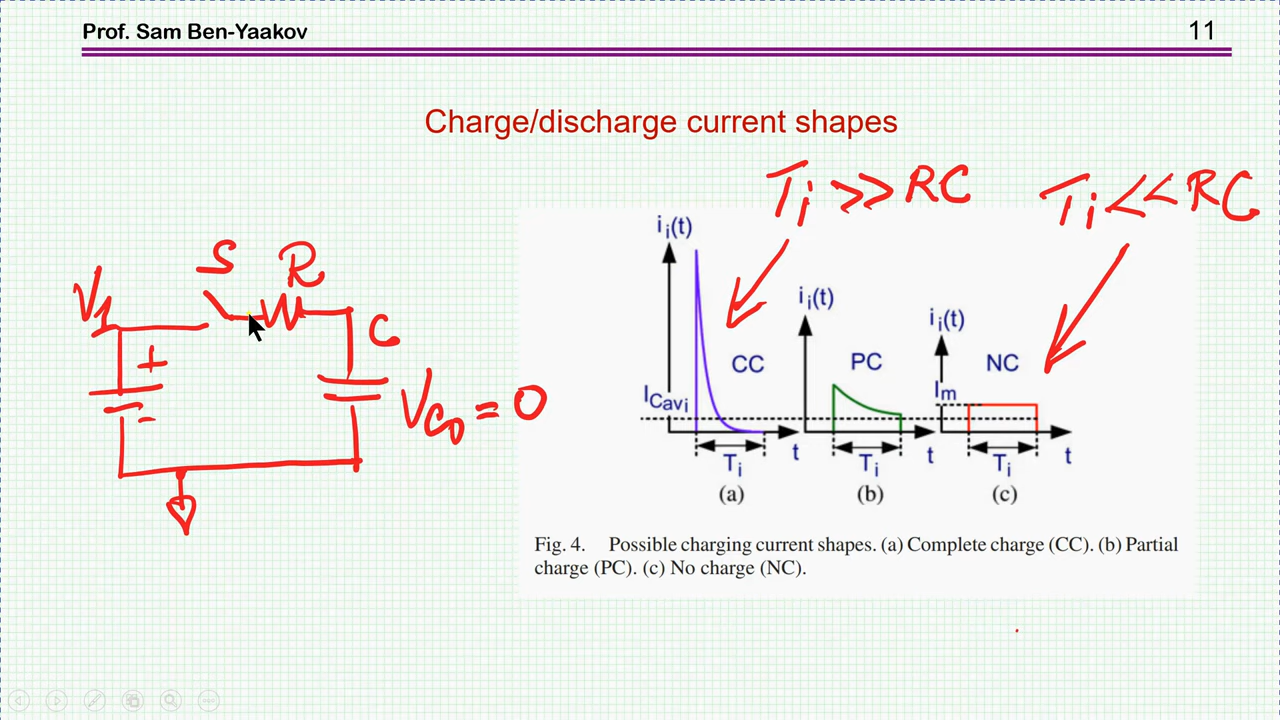 Prof. Sam Ben-Yaakov
11
Charge/discharge current shapes
Ti >> RC
Ti << RC
S
R
V1
+
-
C
VC0 = 0
ii(t)
CC
ICavi
Ti
t
(a)
ii(t)
PC
Ti
t
(b)
ii(t)
NC
Im
Ti
t
(c)
Fig. 4. Possible charging current shapes. (a) Complete charge (CC). (b) Partial
charge (PC). (c) No charge (NC).